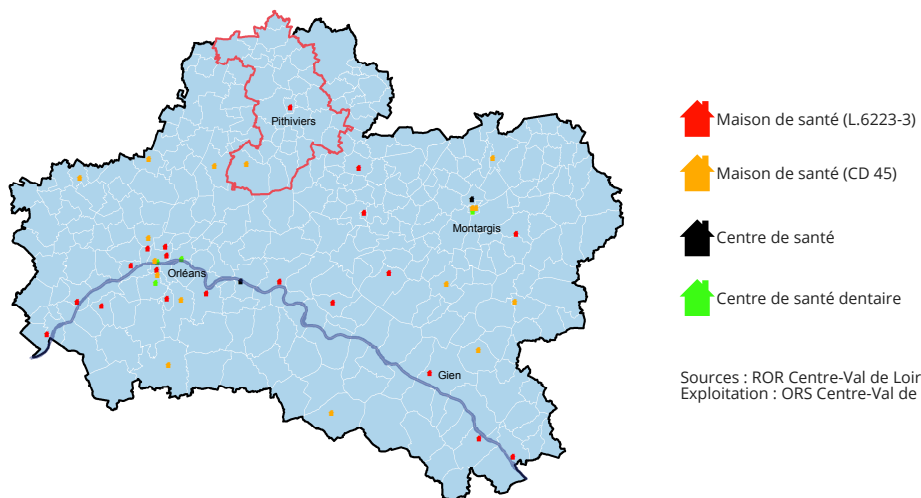 Pithiviers
Montargis
Orléans
Gien
Maison de santé (L.6223-3)
Maison de santé (CD 45)
Centre de santé
Centre de santé dentaire
Sources : ROR Centre-Val de Loir
Exploitation : ORS Centre-Val de